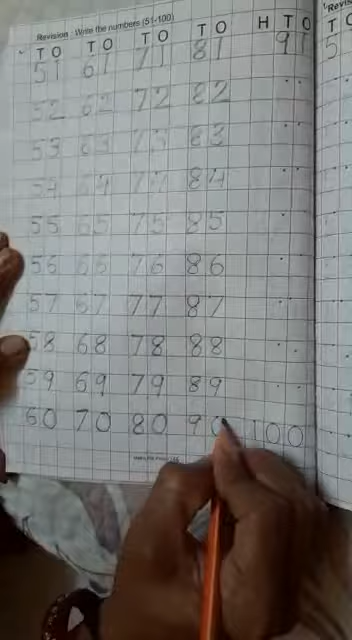 Revision : Write the numbers (51-100)
T O T O T O T O H T O
51 61 71 81 91
52 62 72 82
53 63 73 83
54 64 74 84
55 65 75 85
56 66 76 86
57 67 77 87
58 68 78 88
59 69 79 89
60 70 80 90 100
T
5